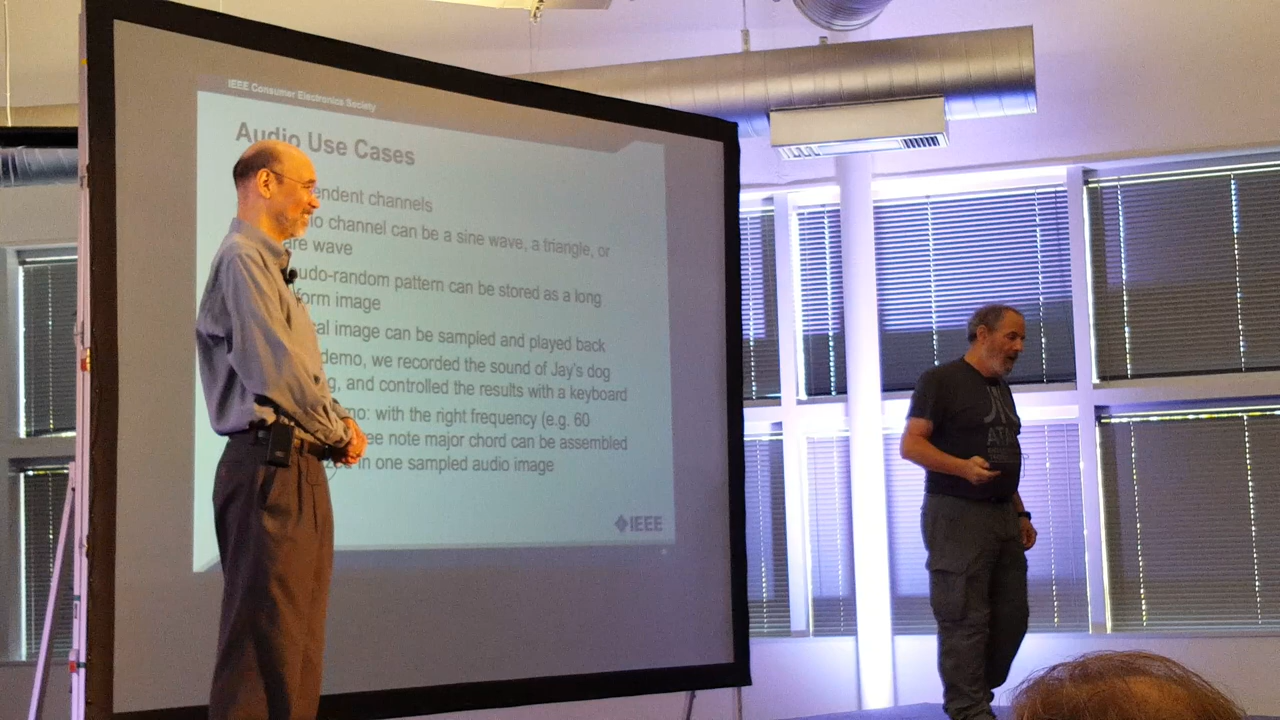 IEEE Consumer Electronics Society
Audio Use Cases
endent channels
io channel can be a sine wave, a triangle, or
are wave
udo-random pattern can be stored as a long
form image
cal image can be sampled and played back
demo, we recorded the sound of Jay's dog
g, and controlled the results with a keyboard
mo: with the right frequency (e.g. 60
ee note major chord can be assembled
in one sampled audio image
IEEE